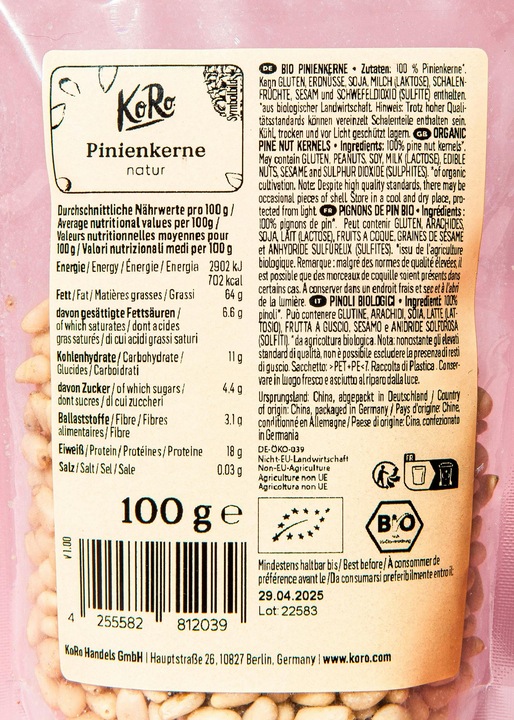 KoRo
Symbolbild
Pinienkerne
natur
Durchschnittliche Nährwerte pro 100 g /
Average nutritional values per 100g /
Valeurs nutritionnelles moyennes pour
100 g / Valori nutrizionali medi per 100 g
Energie / Energy / Énergie / Energia 2902 kJ
702 kcal
Fett / Fat / Matières grasses / Grassi 64 g
davon gesättigte Fettsäuren / 6.6 g
of which saturates / dont acides
gras saturés / di cui acidi grassi saturi
Kohlenhydrate / Carbohydrate / 11 g
Glucides / Carboidrati
davon Zucker / of which sugars / 4.4 g
dont sucres / di cui zuccheri
Ballaststoffe / Fibre / Fibres 3.1 g
alimentaires / Fibre
Eiweiß / Protein / Protéines / Proteine 18 g
Salz / Salt / Sel / Sale 0.03 g
100 g e
V1.00
4 255582 812039
KoRo Handels GmbH | Hauptstraße 26, 10827 Berlin, Germany | www.koro.com
DE BIO PINIENKERNE • Zutaten: 100 % Pinienkerne*.
Kann GLUTEN, ERDNÜSSE, SOJA, MILCH (LAKTOSE), SCHALEN-
FRÜCHTE, SESAM und SCHWEFELDIOXID (SULFITE) enthalten.
*aus biologischer Landwirtschaft. Hinweis: Trotz hoher Quali-
tätsstandards können vereinzelt Schalenteile enthalten sein.
Kühl, trocken und vor Licht geschützt lagern. GB ORGANIC
PINE NUT KERNELS • Ingredients: 100% pine nut kernels*.
May contain GLUTEN, PEANUTS, SOY, MILK (LACTOSE), EDIBLE
NUTS, SESAME and SULPHUR DIOXIDE (SULPHITES). *of organic
cultivation. Note: Despite high quality standards, there may be
occasional pieces of shell. Store in a cool and dry place, pro-
tected from light. FR PIGNONS DE PIN BIO • Ingrédients:
100% pignons de pin*. Peut contenir GLUTEN, ARACHIDES,
SOJA, LAIT (LACTOSE), FRUITS A COQUE, GRAINES DE SÉSAME
et ANHYDRIDE SULFUREUX (SULFITES). *issu de l'agriculture
biologique. Remarque : malgré des normes de qualité élevées, il
est possible que des morceaux de coquille soient présents dans
certains cas. À conserver dans un endroit frais et sec et à l'abri
de la lumière. IT PINOLI BIOLOGICI • Ingredienti: 100%
pinoli*. Può contenere GLUTINE, ARACHIDI, SOIA, LATTE (LAT-
TOSIO), FRUTTA A GUSCIO, SESAMO e ANIDRIDE SOLFOROSA
(SOLFITI). *da agricoltura biologica. Nota: nonostante gli elevati
standard di qualità, non è possibile escludere la presenza di resti
di guscio. Sacchetto: >PET+PE<7. Raccolta di Plastica. Conser-
vare in luogo fresco e asciutto al riparo dalla luce.
Ursprungsland: China, abgepackt in Deutschland / Country
of origin: China, packaged in Germany / Pays d'origine: Chine,
conditionné en Allemagne / Paese di origine: Cina, confezionato
in Germania
DE-ÖKO-039
Nicht-EU-Landwirtschaft
Non-EU-Agriculture
Agriculture non UE
Agricoltura non UE
FR
BIO
Mindestens haltbar bis / Best before / À consommer de
préférence avant le / Da consumarsi preferibilmente entro il:
29.04.2025
Lot: 22583